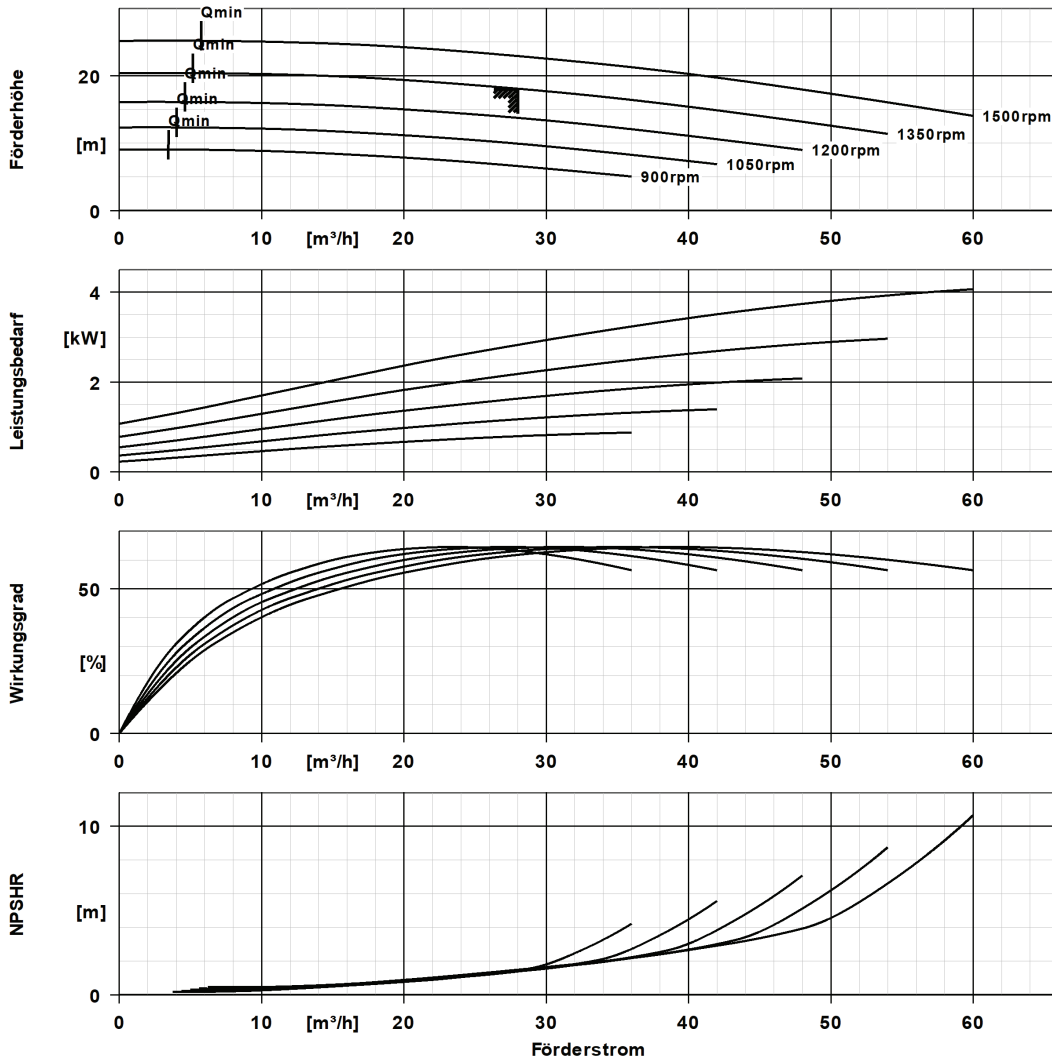 Förderhöhe
[m]
20
0
Qmin
Qmin
Qmin
Qmin
Qmin
1500rpm
1350rpm
1200rpm
1050rpm
900rpm
0 10 [m³/h] 20 30 40 50 60
Leistungsbedarf
[kW]
4
2
0
0 10 [m³/h] 20 30 40 50 60
Wirkungsgrad
[%]
50
0
0 10 [m³/h] 20 30 40 50 60
NPSHR
[m]
10
0
0 10 [m³/h] 20 30 40 50 60
Förderstrom